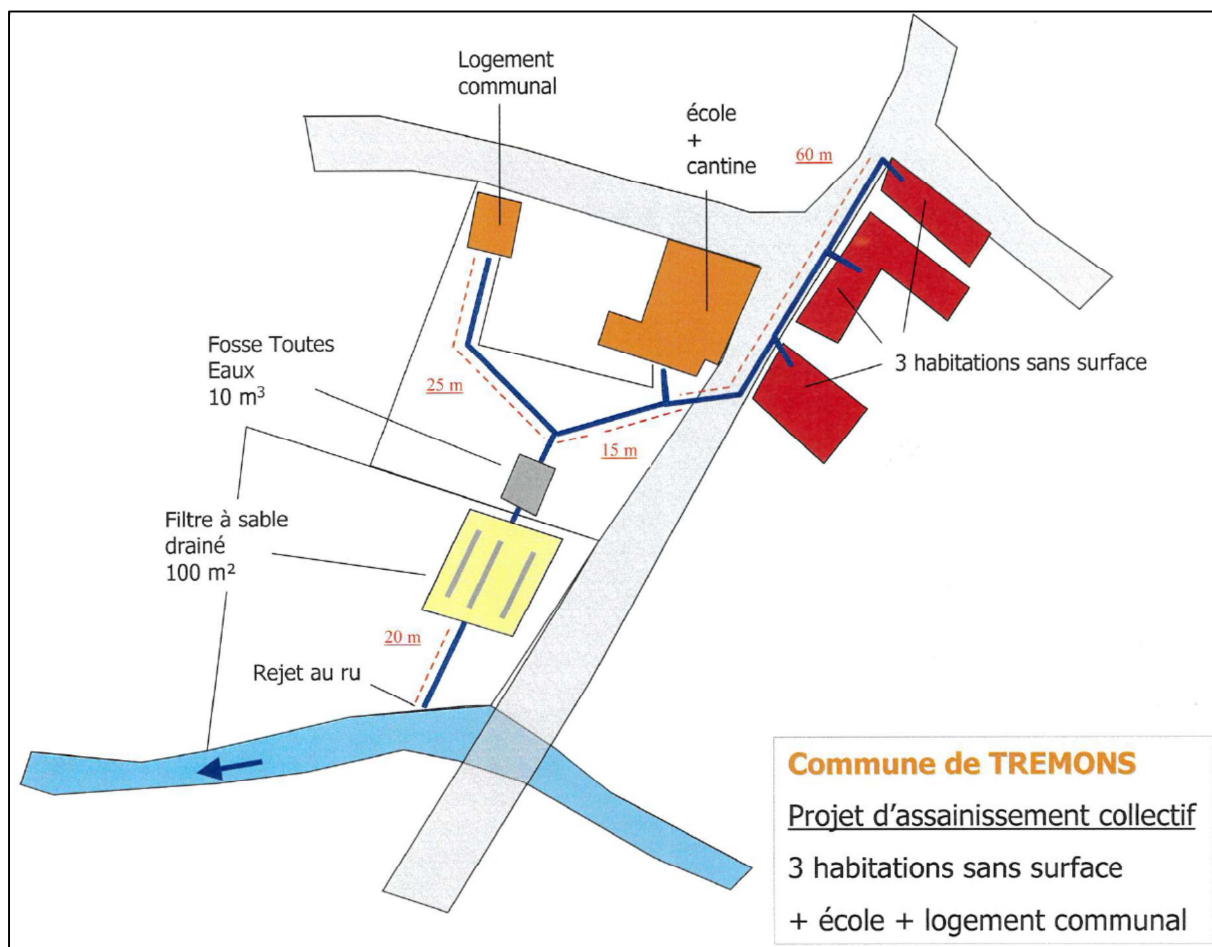 Logement
communal
école
+
cantine
60 m
Fosse Toutes
Eaux
10 m³
25 m
3 habitations sans surface
15 m
Filtre à sable
drainé
100 m²
20 m
Rejet au ru
Commune de TREMONS
Projet d'assainissement collectif
3 habitations sans surface
+ école + logement communal